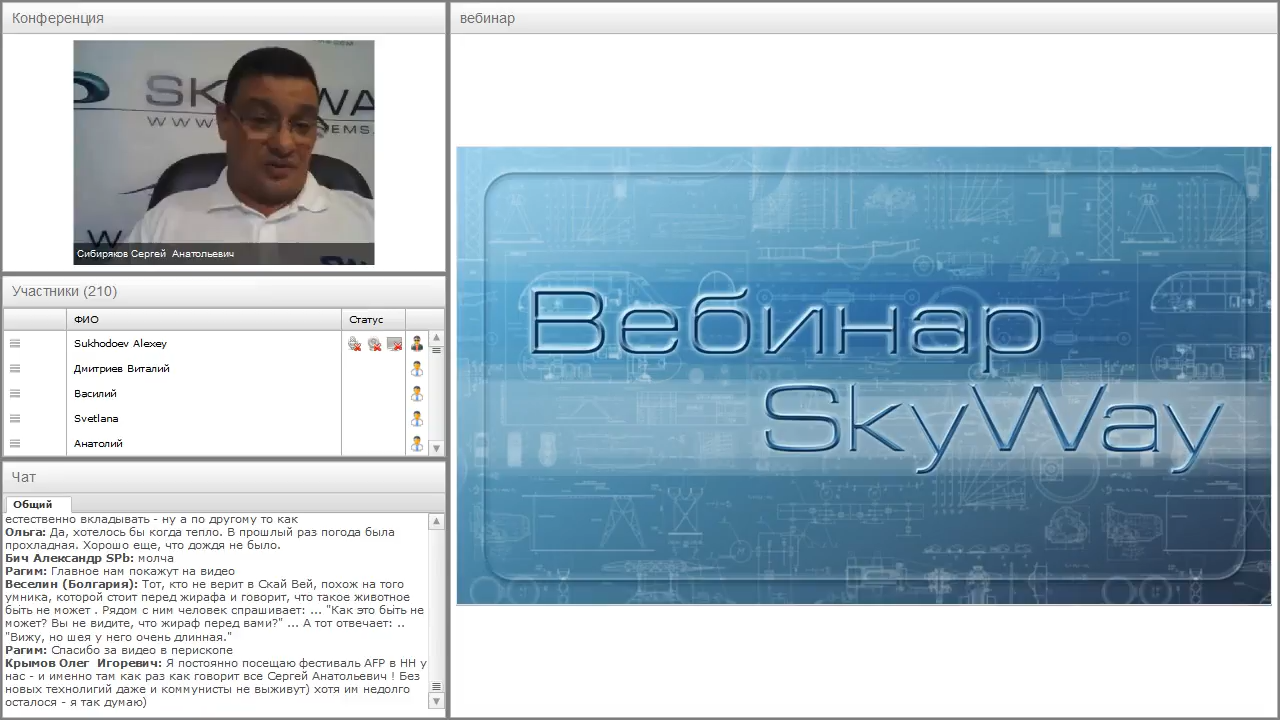 Конференция
SK WA
WWW EMS.
W
Сибиряков Сергей Анатольевич
Участники (210)
ФИО Статус
Sukhodoev Alexey
Дмитриев Виталий
Василий
Svetlana
Анатолий
Чат
Общий
естественно вкладывать - ну а по другому то как
Ольга: Да, хотелось бы когда тепло. В прошлый раз погода была
прохладная. Хорошо еще, что дождя не было.
Бич Александр SPb: молча
Рагим: Главное нам покажут на видео
Веселин (Болгария): Тот, кто не верит в Скай Вей, похож на того
умника, которой стоит перед жирафа и говорит, что такое животное
быть не может . Рядом с ним человек спрашивает: ... "Как это быть не
может? Вы не видите, что жираф перед вами?" ... А тот отвечает: ..
"Вижу, но шея у него очень длинная."
Рагим: Спасибо за видео в перископе
Крымов Олег Игоревич: Я постоянно посещаю фестиваль AFP в НН у
нас - и именно там как раз как говорит все Сергей Анатольевич ! Без
новых технолигий даже и коммунисты не выживут) хотя им недолго
осталося - я так думаю)
вебинар
Вебинар
SkyWay